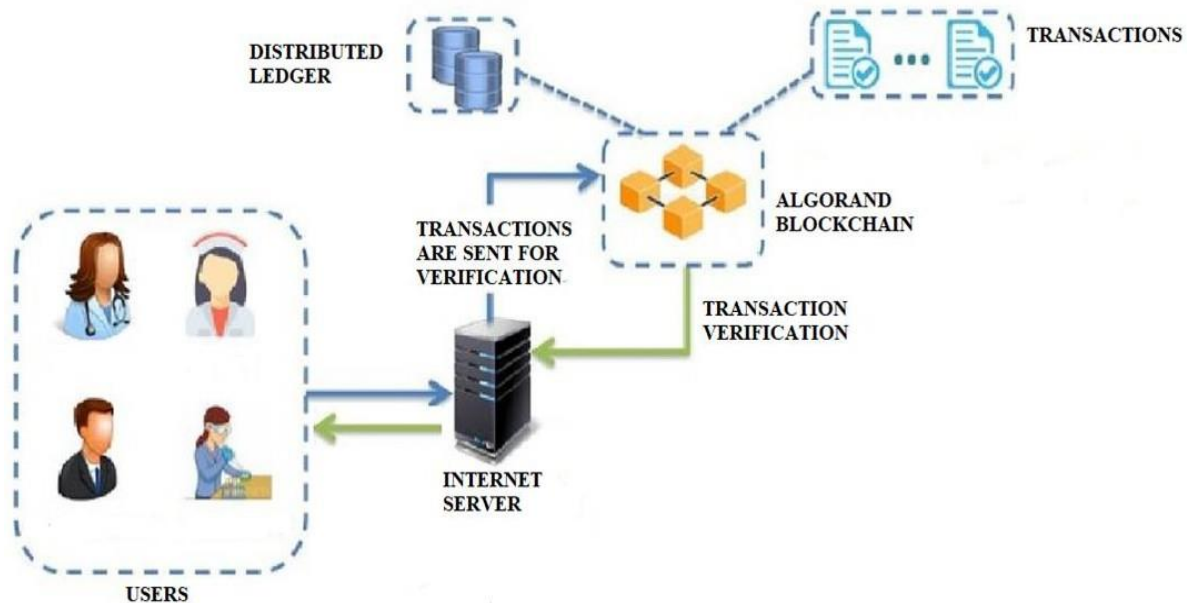 DISTRIBUTED
LEDGER
TRANSACTIONS
ALGORAND
BLOCKCHAIN
TRANSACTIONS
ARE SENT FOR
VERIFICATION
TRANSACTION
VERIFICATION
INTERNET
SERVER
USERS